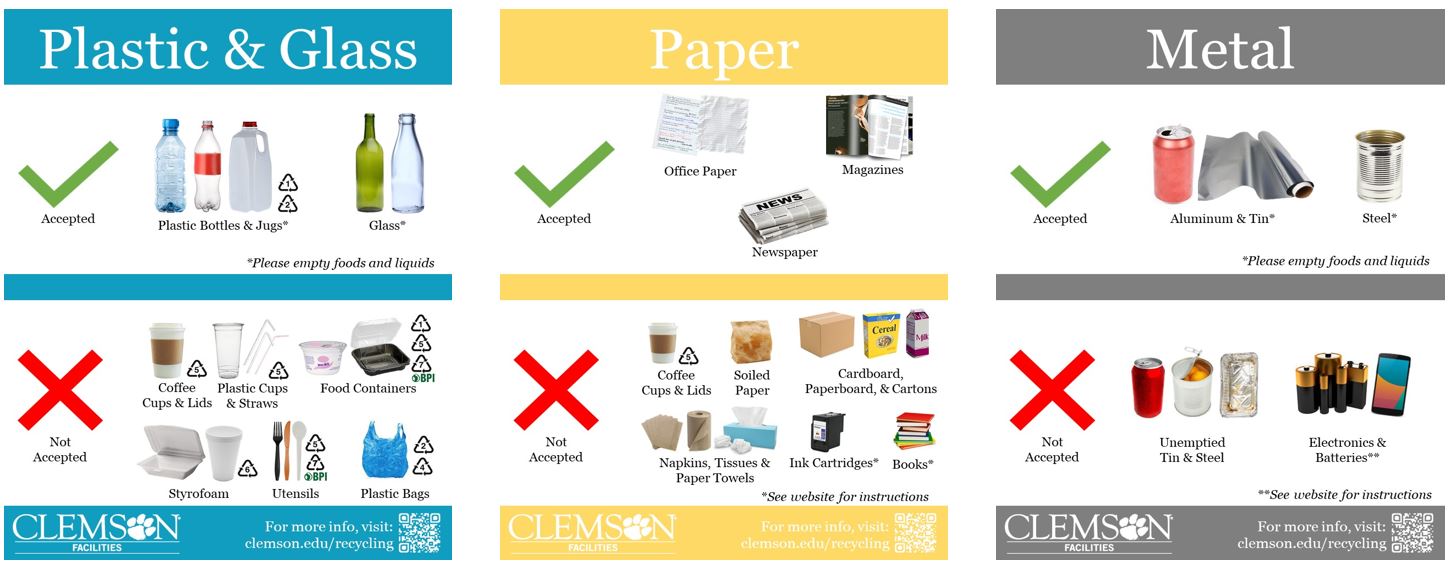 Plastic & Glass
Accepted
1
2
Plastic Bottles & Jugs*
Glass*
*Please empty foods and liquids
Not
Accepted
5
Coffee
Cups & Lids
5
Plastic Cups
& Straws
1
5
7
BPI
Food Containers
6
Styrofoam
5
7
BPI
Utensils
2
4
Plastic Bags
CLEMSON
FACILITIES
For more info, visit:
clemson.edu/recycling
Paper
Accepted
Office Paper
Magazines
NEWS
Newspaper
Not
Accepted
5
Coffee
Cups & Lids
Soiled
Paper
Cereal
Milk
Cardboard,
Paperboard, & Cartons
Napkins, Tissues &
Paper Towels
Ink Cartridges*
Books*
*See website for instructions
CLEMSON
FACILITIES
For more info, visit:
clemson.edu/recycling
Metal
Accepted
Aluminum & Tin*
Steel*
*Please empty foods and liquids
Not
Accepted
Unemptied
Tin & Steel
Electronics &
Batteries**
**See website for instructions
CLEMSON
FACILITIES
For more info, visit:
clemson.edu/recycling